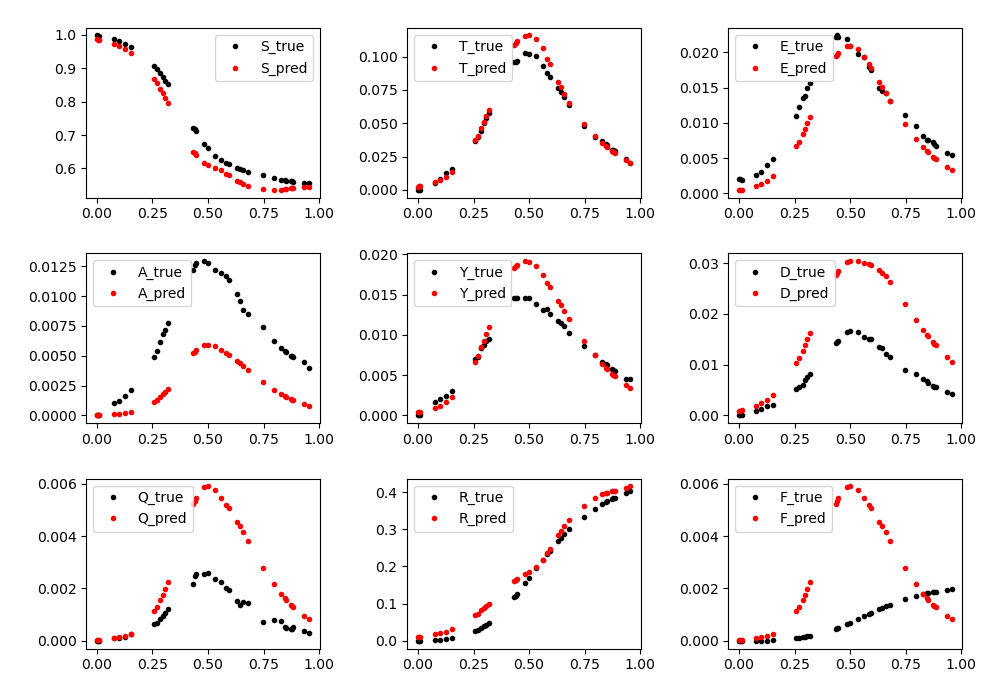 1.0
0.9
0.8
0.7
0.6
S_true
S_pred
0.00 0.25 0.50 0.75 1.00
0.100
0.075
0.050
0.025
0.000
T_true
T_pred
0.00 0.25 0.50 0.75 1.00
0.020
0.015
0.010
0.005
0.000
E_true
E_pred
0.00 0.25 0.50 0.75 1.00
0.0125
0.0100
0.0075
0.0050
0.0025
0.0000
A_true
A_pred
0.00 0.25 0.50 0.75 1.00
0.020
0.015
0.010
0.005
0.000
Y_true
Y_pred
0.00 0.25 0.50 0.75 1.00
0.03
0.02
0.01
0.00
D_true
D_pred
0.00 0.25 0.50 0.75 1.00
0.006
0.004
0.002
0.000
Q_true
Q_pred
0.00 0.25 0.50 0.75 1.00
0.4
0.3
0.2
0.1
0.0
R_true
R_pred
0.00 0.25 0.50 0.75 1.00
0.006
0.004
0.002
0.000
F_true
F_pred
0.00 0.25 0.50 0.75 1.00